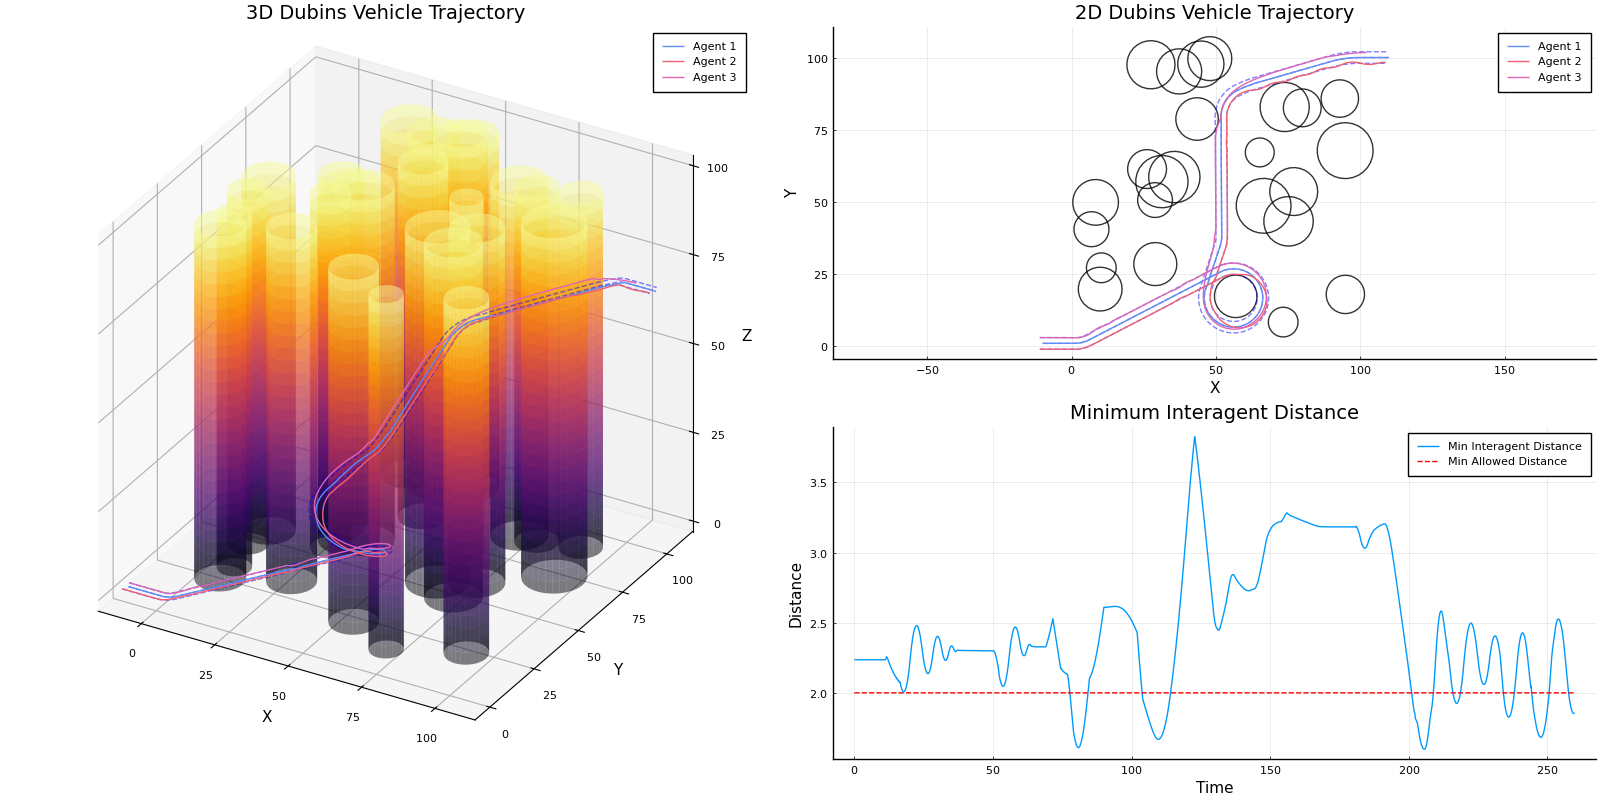 3D Dubins Vehicle Trajectory
Agent 1
Agent 2
Agent 3
100
75
50
25
0
Z
0
25
50
75
100
X
0
25
50
75
100
Y
2D Dubins Vehicle Trajectory
Agent 1
Agent 2
Agent 3
100
75
50
25
0
Y
−50
0
50
100
150
X
Minimum Interagent Distance
Min Interagent Distance
Min Allowed Distance
3.5
3.0
2.5
2.0
Distance
0
50
100
150
200
250
Time